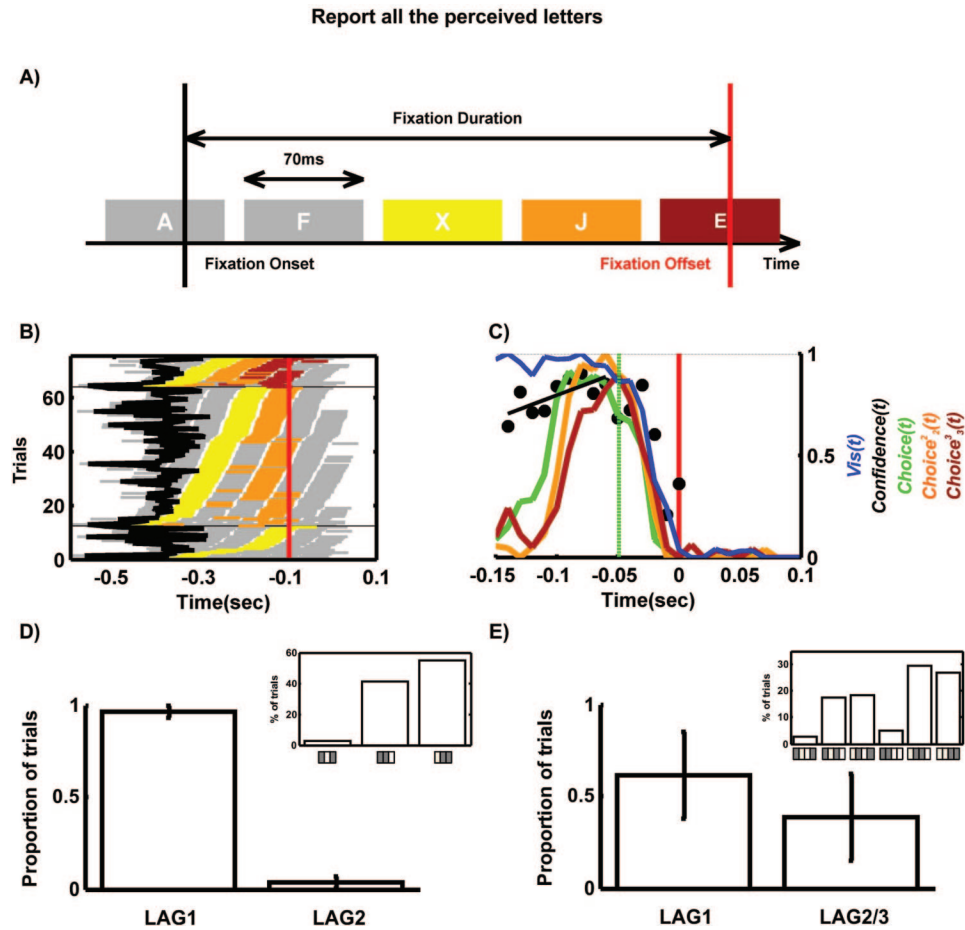 Report all the perceived letters
A)
Fixation Duration
70ms
A F X J E
Fixation Onset Fixation Offset Time
B)
Trials
60
40
20
0
-0.5 -0.3 -0.1 0.1
Time(sec)
C)
1
0.5
0
-0.15 -0.1 -0.05 0 0.05 0.1
Time(sec)
Vis(t)
Confidence(t)
Choice(t)
Choice²₂(t)
Choice³₃(t)
D)
Proportion of trials
1
0.5
0
LAG1 LAG2
% of trials
60
40
20
0
E)
Proportion of trials
1
0.5
0
LAG1 LAG2/3
% of trials
30
20
10
0